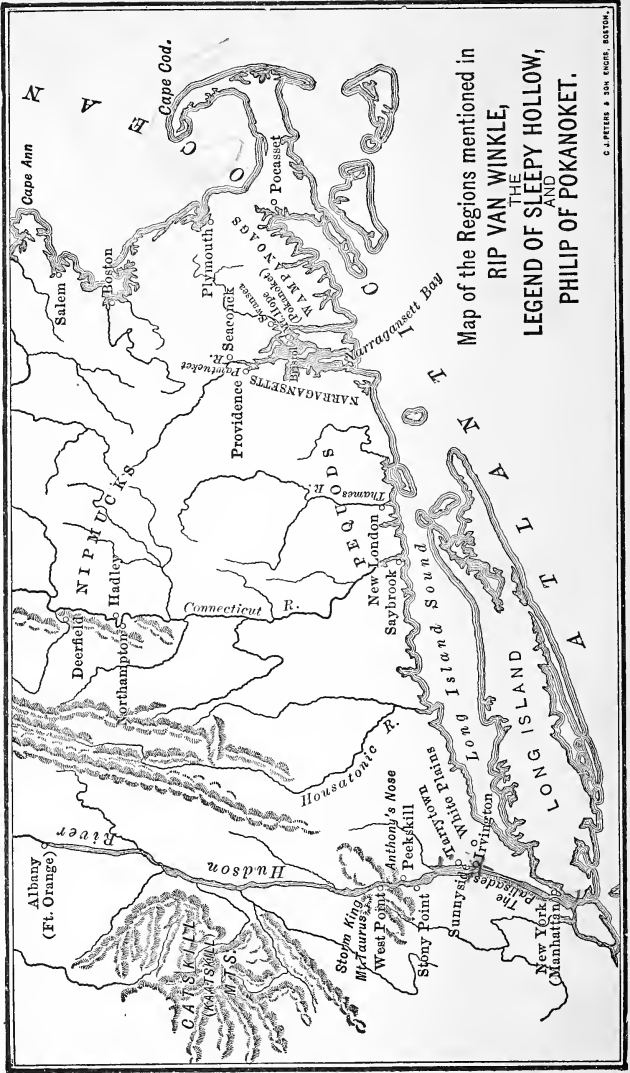 Map of the Regions mentioned in
RIP VAN WINKLE,
THE
LEGEND OF SLEEPY HOLLOW,
AND
PHILIP OF POKANOKET.
C. J. PETERS & SON ENGRS, BOSTON.
Albany
(Ft. Orange)
Hudson River
CATSKILL
(KAATSKILL)
MTS.
Storm King
Mt. Taurus
West Point
Anthony's Nose
Peekskill
Stony Point
Tarrytown
White Plains
Sunnyside
Irvington
The
Palisades
New York
(Manhattan)
Housatonic R.
Deerfield
Northampton
Hadley
NIPMUCKS
Connecticut R.
PEQUODS
Thames R.
New London
Saybrook
Long Island Sound
LONG ISLAND
ATLANTIC OCEAN
Cape Ann
Salem
Boston
Plymouth
Cape Cod.
Pocasset
WAMPANOAGS
Swansea
Mt. Hope
(Pokanoket)
Seaconck
Pawtucket R.
Providence
NARRAGANSETTS
Narragansett Bay